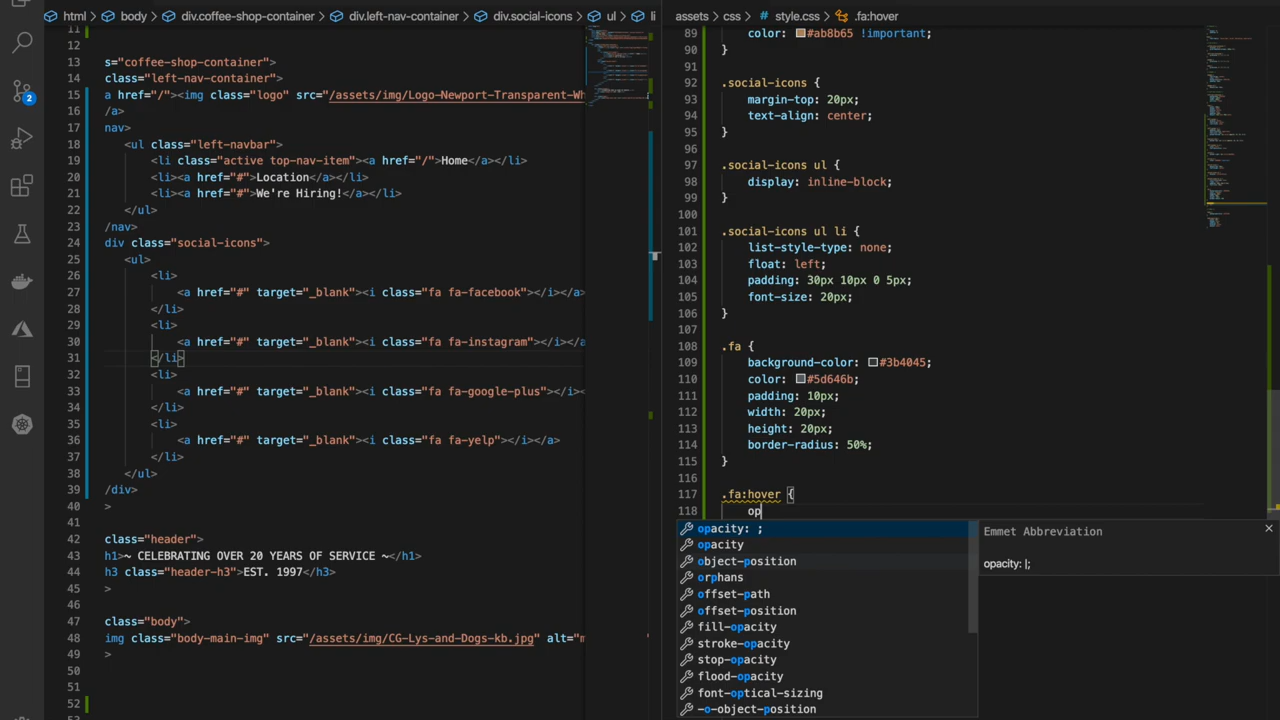 html > body > div.coffee-shop-container > div.left-nav-container > div.social-icons > ul > li
11
12
13 s="coffee-shop-container">
14 class="left-nav-container">
15 a href="/"><img class="logo" src="/assets/img/Logo-Newport-Transparent-Wh
16 /a>
17 nav>
18 <ul class="left-navbar">
19 <li class="active top-nav-item"><a href="/">Home</a></li>
20 <li><a href="#">Location</a></li>
21 <li><a href="#">We're Hiring!</a></li>
22 </ul>
23 /nav>
24 div class="social-icons">
25 <ul>
26 <li>
27 <a href="#" target="_blank"><i class="fa fa-facebook"></i></a>
28 </li>
29 <li>
30 <a href="#" target="_blank"><i class="fa fa-instagram"></i></a
31 </li>
32 <li>
33 <a href="#" target="_blank"><i class="fa fa-google-plus"></i><
34 </li>
35 <li>
36 <a href="#" target="_blank"><i class="fa fa-yelp"></i></a>
37 </li>
38 </ul>
39 /div>
40 >
41
42 class="header">
43 h1>~ CELEBRATING OVER 20 YEARS OF SERVICE ~</h1>
44 h3 class="header-h3">EST. 1997</h3>
45 >
46
47 class="body">
48 img class="body-main-img" src="/assets/img/CG-Lys-and-Dogs-kb.jpg" alt="m
49 >
50
51
52
2
assets > css > # style.css > .fa:hover
89 color: #ab8b65 !important;
90 }
91
92 .social-icons {
93 margin-top: 20px;
94 text-align: center;
95 }
96
97 .social-icons ul {
98 display: inline-block;
99 }
100
101 .social-icons ul li {
102 list-style-type: none;
103 float: left;
104 padding: 30px 10px 0 5px;
105 font-size: 20px;
106 }
107
108 .fa {
109 background-color: #3b4045;
110 color: #5d646b;
111 padding: 10px;
112 width: 20px;
113 height: 20px;
114 border-radius: 50%;
115 }
116
117 .fa:hover {
118 op
opacity: ;
opacity
object-position
orphans
offset-path
offset-position
fill-opacity
stroke-opacity
stop-opacity
flood-opacity
font-optical-sizing
-o-object-position
Emmet Abbreviation
opacity: |;